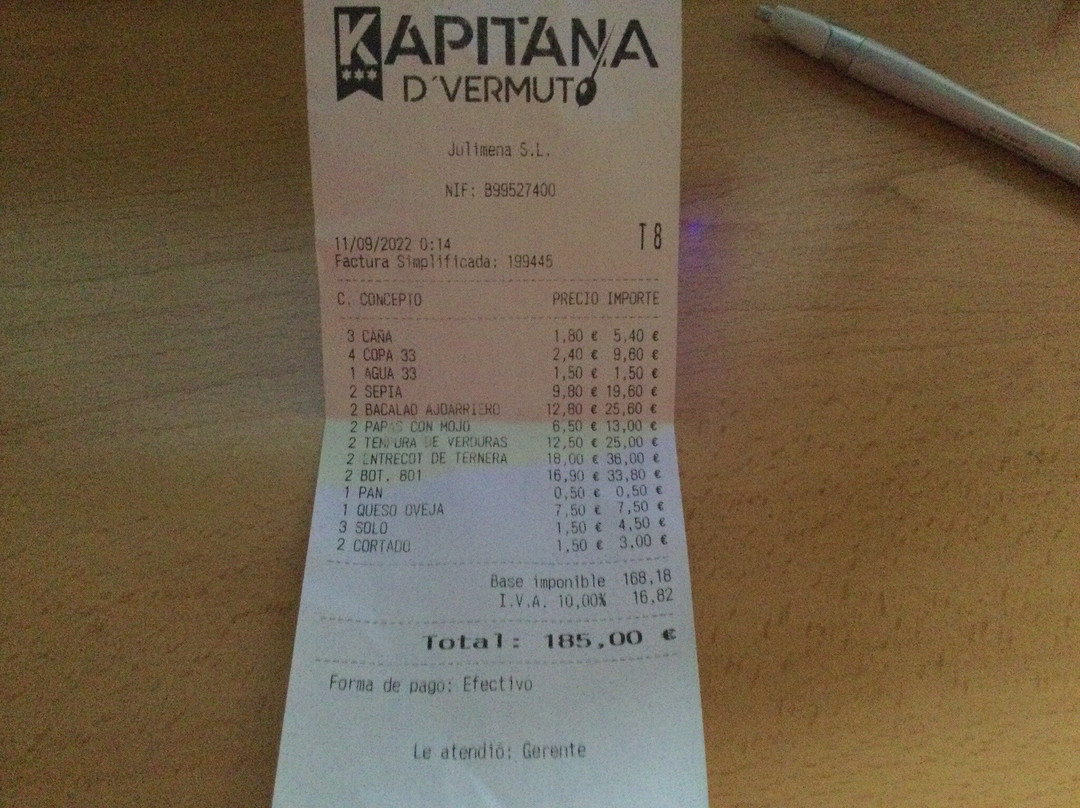 KAPITANA
D´VERMUT
Julimena S.L.
NIF: B99527400
T 8
11/09/2022 0:14
Factura Simplificada: 199445
C. CONCEPTO PRECIO IMPORTE
3 CAÑA 1,80 € 5,40 €
4 COPA 33 2,40 € 9,60 €
1 AGUA 33 1,50 € 1,50 €
2 SEPIA 9,80 € 19,60 €
2 BACALAO AJOARRIERO 12,80 € 25,60 €
2 PAPAS CON MOJO 6,50 € 13,00 €
2 TENPURA DE VERDURAS 12,50 € 25,00 €
2 ENTRECOT DE TERNERA 18,00 € 36,00 €
2 BOT. 801 16,90 € 33,80 €
1 PAN 0,50 € 0,50 €
1 QUESO OVEJA 7,50 € 7,50 €
3 SOLO 1,50 € 4,50 €
2 CORTADO 1,50 € 3,00 €
Base imponible 168,18
I.V.A. 10,00% 16,82
Total: 185,00 €
Forma de pago: Efectivo
Le atendió: Gerente